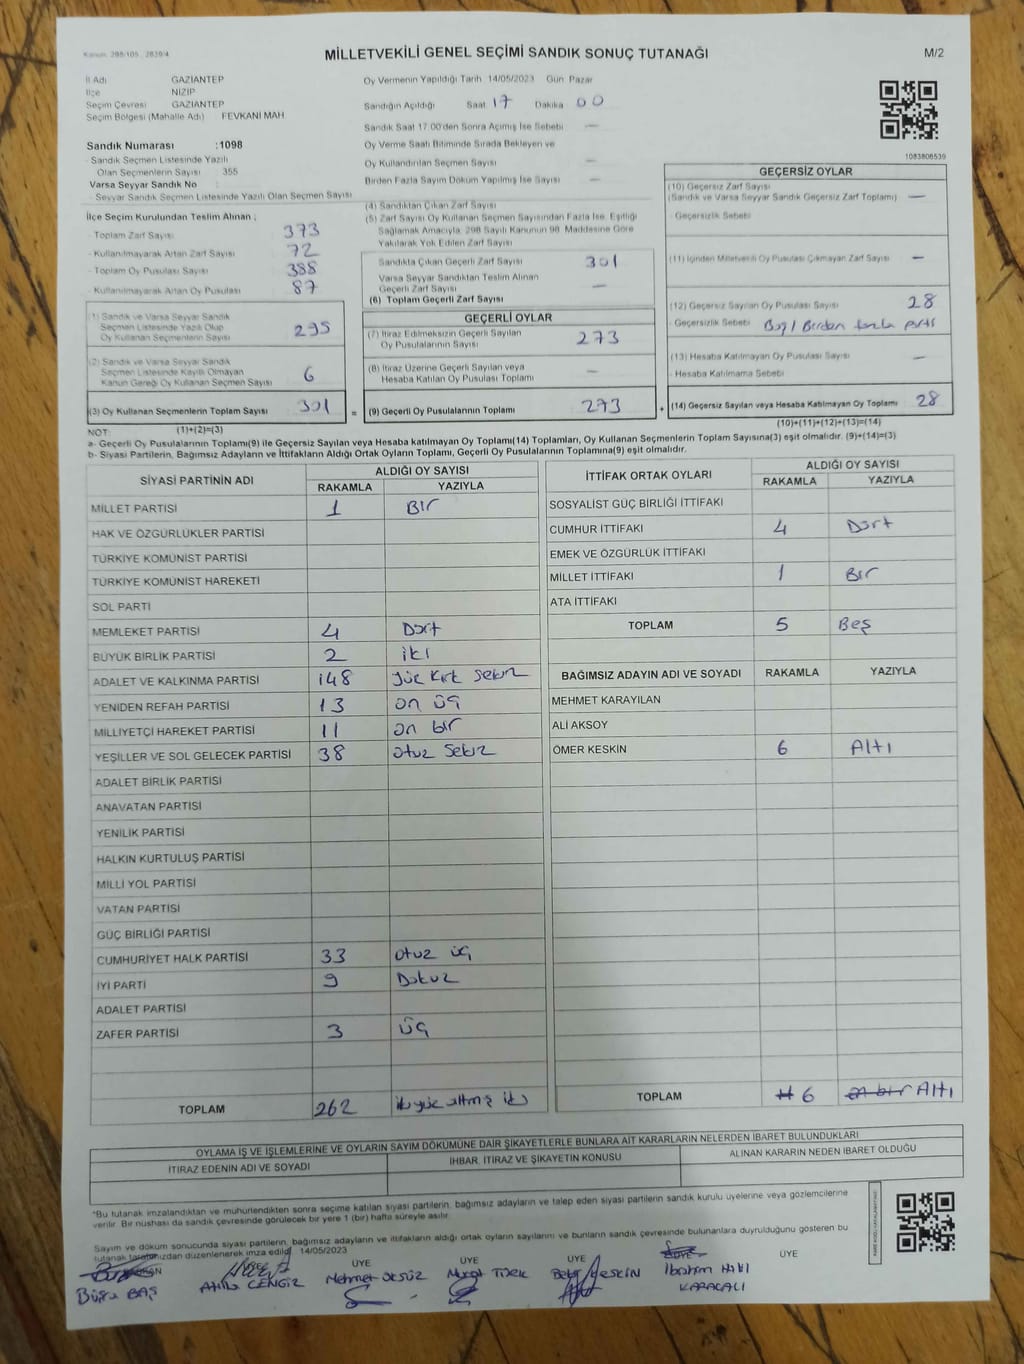 Kanun: 298/105 , 2839/4
MİLLETVEKİLİ GENEL SEÇİMİ SANDIK SONUÇ TUTANAĞI
M/2
İl Adı GAZİANTEP
İlçe NİZİP
Seçim Çevresi GAZİANTEP
Seçim Bölgesi (Mahalle Adı) FEVKANİ MAH
Sandık Numarası :1098
- Sandık Seçmen Listesinde Yazılı
Olan Seçmenlerin Sayısı 355
Varsa Seyyar Sandık No
- Seyyar Sandık Seçmen Listesinde Yazılı Olan Seçmen Sayısı
Oy Vermenin Yapıldığı Tarih 14/05/2023 Gün Pazar
Sandığın Açıldığı Saat 17 Dakika 00
Sandık Saat 17:00'den Sonra Açılmış İse Sebebi —
Oy Verme Saati Bitiminde Sırada Bekleyen ve
Oy Kullandırılan Seçmen Sayısı —
Birden Fazla Sayım Döküm Yapılmış İse Sayısı —
1083806539
İlçe Seçim Kurulundan Teslim Alınan ;
- Toplam Zarf Sayısı 373
- Kullanılmayarak Artan Zarf Sayısı 72
- Toplam Oy Pusulası Sayısı 388
- Kullanılmayarak Artan Oy Pusulası 87
(1) Sandık ve Varsa Seyyar Sandık
Seçmen Listesinde Yazılı Olup
Oy Kullanan Seçmenlerin Sayısı 295
(2) Sandık ve Varsa Seyyar Sandık
Seçmen Listesinde Kayıtlı Olmayan
Kanun Gereği Oy Kullanan Seçmen Sayısı 6
(3) Oy Kullanan Seçmenlerin Toplam Sayısı 301
(1)+(2)=(3)
(4) Sandıktan Çıkan Zarf Sayısı
(5) Zarf Sayısı Oy Kullanan Seçmen Sayısından Fazla İse, Eşitliği
Sağlamak Amacıyla, 298 Sayılı Kanunun 98. Maddesine Göre
Yakılarak Yok Edilen Zarf Sayısı
Sandıkta Çıkan Geçerli Zarf Sayısı 301
Varsa Seyyar Sandıktan Teslim Alınan
Geçerli Zarf Sayısı —
(6) Toplam Geçerli Zarf Sayısı
GEÇERLİ OYLAR
(7) İtiraz Edilmeksizin Geçerli Sayılan
Oy Pusulalarının Sayısı 273
(8) İtiraz Üzerine Geçerli Sayılan veya
Hesaba Katılan Oy Pusulası Toplamı —
= (9) Geçerli Oy Pusulalarının Toplamı 273
GEÇERSİZ OYLAR
(10) Geçersiz Zarf Sayısı
(Sandık ve Varsa Seyyar Sandık Geçersiz Zarf Toplamı) —
- Geçersizlik Sebebi
(11) İçinden Milletvekili Oy Pusulası Çıkmayan Zarf Sayısı —
(12) Geçersiz Sayılan Oy Pusulası Sayısı 28
- Geçersizlik Sebebi Boş / Birden fazla parti
(13) Hesaba Katılmayan Oy Pusulası Sayısı —
- Hesaba Katılmama Sebebi
+ (14) Geçersiz Sayılan veya Hesaba Katılmayan Oy Toplamı 28
(10)+(11)+(12)+(13)=(14)
NOT:
a- Geçerli Oy Pusulalarının Toplamı(9) ile Geçersiz Sayılan veya Hesaba katılmayan Oy Toplamı(14) Toplamları, Oy Kullanan Seçmenlerin Toplam Sayısına(3) eşit olmalıdır. (9)+(14)=(3)
b- Siyasi Partilerin, Bağımsız Adayların ve İttifakların Aldığı Ortak Oyların Toplamı, Geçerli Oy Pusulalarının Toplamına(9) eşit olmalıdır.
SİYASİ PARTİNİN ADI ALDIĞI OY SAYISI
RAKAMLA YAZIYLA
MİLLET PARTİSİ 1 Bir
HAK VE ÖZGÜRLÜKLER PARTİSİ
TÜRKİYE KOMÜNİST PARTİSİ
TÜRKİYE KOMÜNİST HAREKETİ
SOL PARTİ
MEMLEKET PARTİSİ 4 Dört
BÜYÜK BİRLİK PARTİSİ 2 iki
ADALET VE KALKINMA PARTİSİ 148 Yüz Kırk Sekiz
YENİDEN REFAH PARTİSİ 13 on üç
MİLLİYETÇİ HAREKET PARTİSİ 11 on bir
YEŞİLLER VE SOL GELECEK PARTİSİ 38 otuz Sekiz
ADALET BİRLİK PARTİSİ
ANAVATAN PARTİSİ
YENİLİK PARTİSİ
HALKIN KURTULUŞ PARTİSİ
MİLLİ YOL PARTİSİ
VATAN PARTİSİ
GÜÇ BİRLİĞİ PARTİSİ
CUMHURİYET HALK PARTİSİ 33 otuz üç
İYİ PARTİ 9 Dokuz
ADALET PARTİSİ
ZAFER PARTİSİ 3 üç
TOPLAM 262 iki yüz altmış iki
İTTİFAK ORTAK OYLARI ALDIĞI OY SAYISI
RAKAMLA YAZIYLA
SOSYALİST GÜÇ BİRLİĞİ İTTİFAKI
CUMHUR İTTİFAKI 4 Dört
EMEK VE ÖZGÜRLÜK İTTİFAKI
MİLLET İTTİFAKI 1 Bir
ATA İTTİFAKI
TOPLAM 5 Beş
BAĞIMSIZ ADAYIN ADI VE SOYADI RAKAMLA YAZIYLA
MEHMET KARAYILAN
ALİ AKSOY
ÖMER KESKİN 6 Altı
TOPLAM 11 6 on bir Altı
OYLAMA İŞ VE İŞLEMLERİNE VE OYLARIN SAYIM DÖKÜMÜNE DAİR ŞİKAYETLERLE BUNLARA AİT KARARLARIN NELERDEN İBARET BULUNDUKLARI
İTİRAZ EDENİN ADI VE SOYADI İHBAR, İTİRAZ VE ŞİKAYETİN KONUSU ALINAN KARARIN NEDEN İBARET OLDUĞU
*Bu tutanak imzalandıktan ve mühürlendikten sonra seçime katılan siyasi partilerin, bağımsız adayların ve talep eden siyasi partilerin sandık kurulu üyelerine veya gözlemcilerine
verilir. Bir nüshası da sandık çevresinde görülecek bir yere 1 (bir) hafta süreyle asılır.
Sayım ve döküm sonucunda siyasi partilerin, bağımsız adayların ve ittifakların aldığı ortak oyların sayılarını ve bunların sandık çevresinde bulunanlara duyrulduğunu gösteren bu
tutanak tarafımızdan düzenlenerek imza edildi. 14/05/2023
ÜYE ÜYE ÜYE ÜYE ÜYE
Büşra BAŞ
CENGİZ
Mehmet ÖKSÜZ
Murat
KESKİN
İbrahim
KARACALI